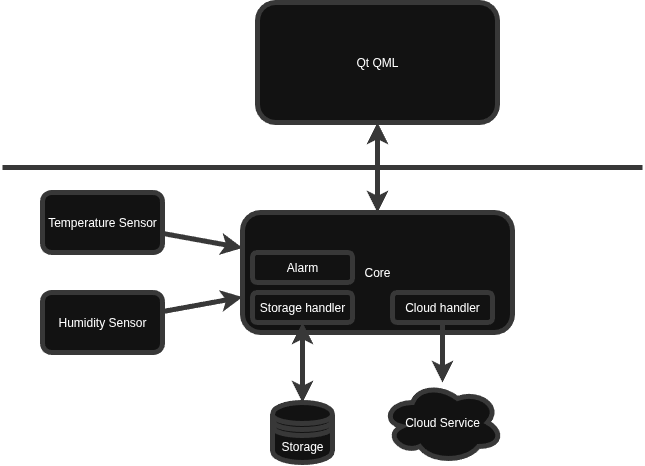 Qt QML
Temperature Sensor
Alarm
Core
Humidity Sensor
Storage handler
Cloud handler
Storage
Cloud Service